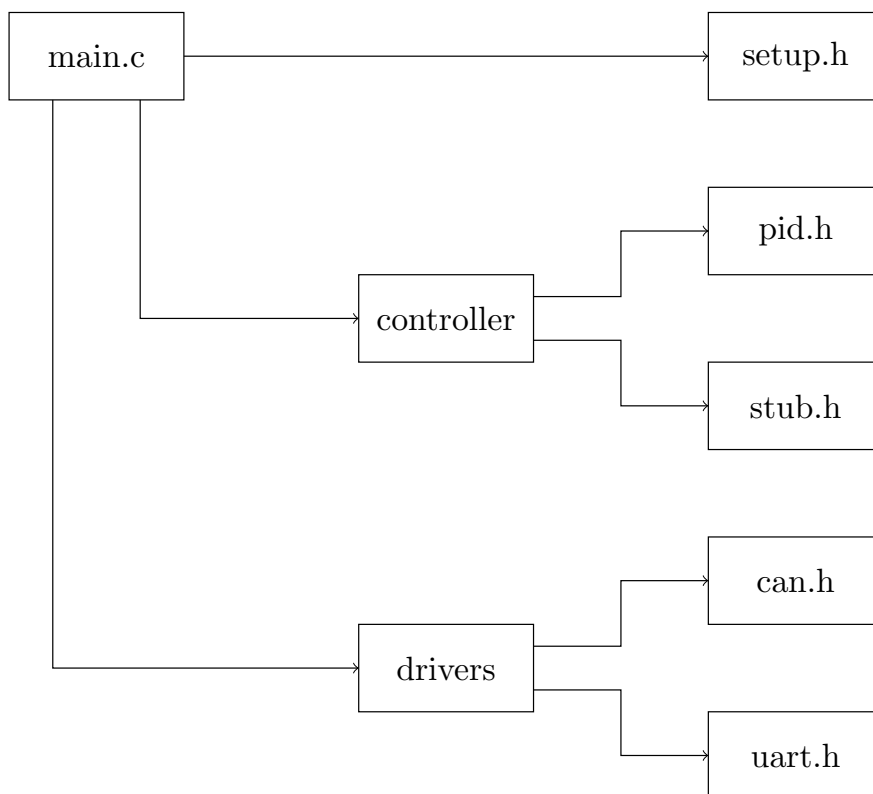 main.c
setup.h
pid.h
controller
stub.h
can.h
drivers
uart.h